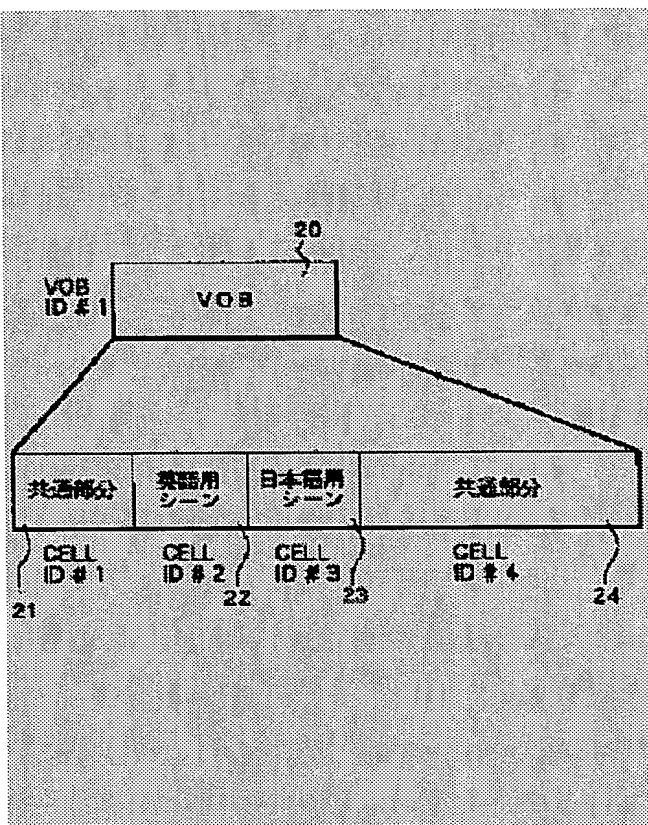 20
VOB
ID # 1
VOB
共通部分
英語用
シーン
日本語用
シーン
共通部分
CELL
ID # 1
CELL
ID # 2
CELL
ID # 3
CELL
ID # 4
21
22
23
24